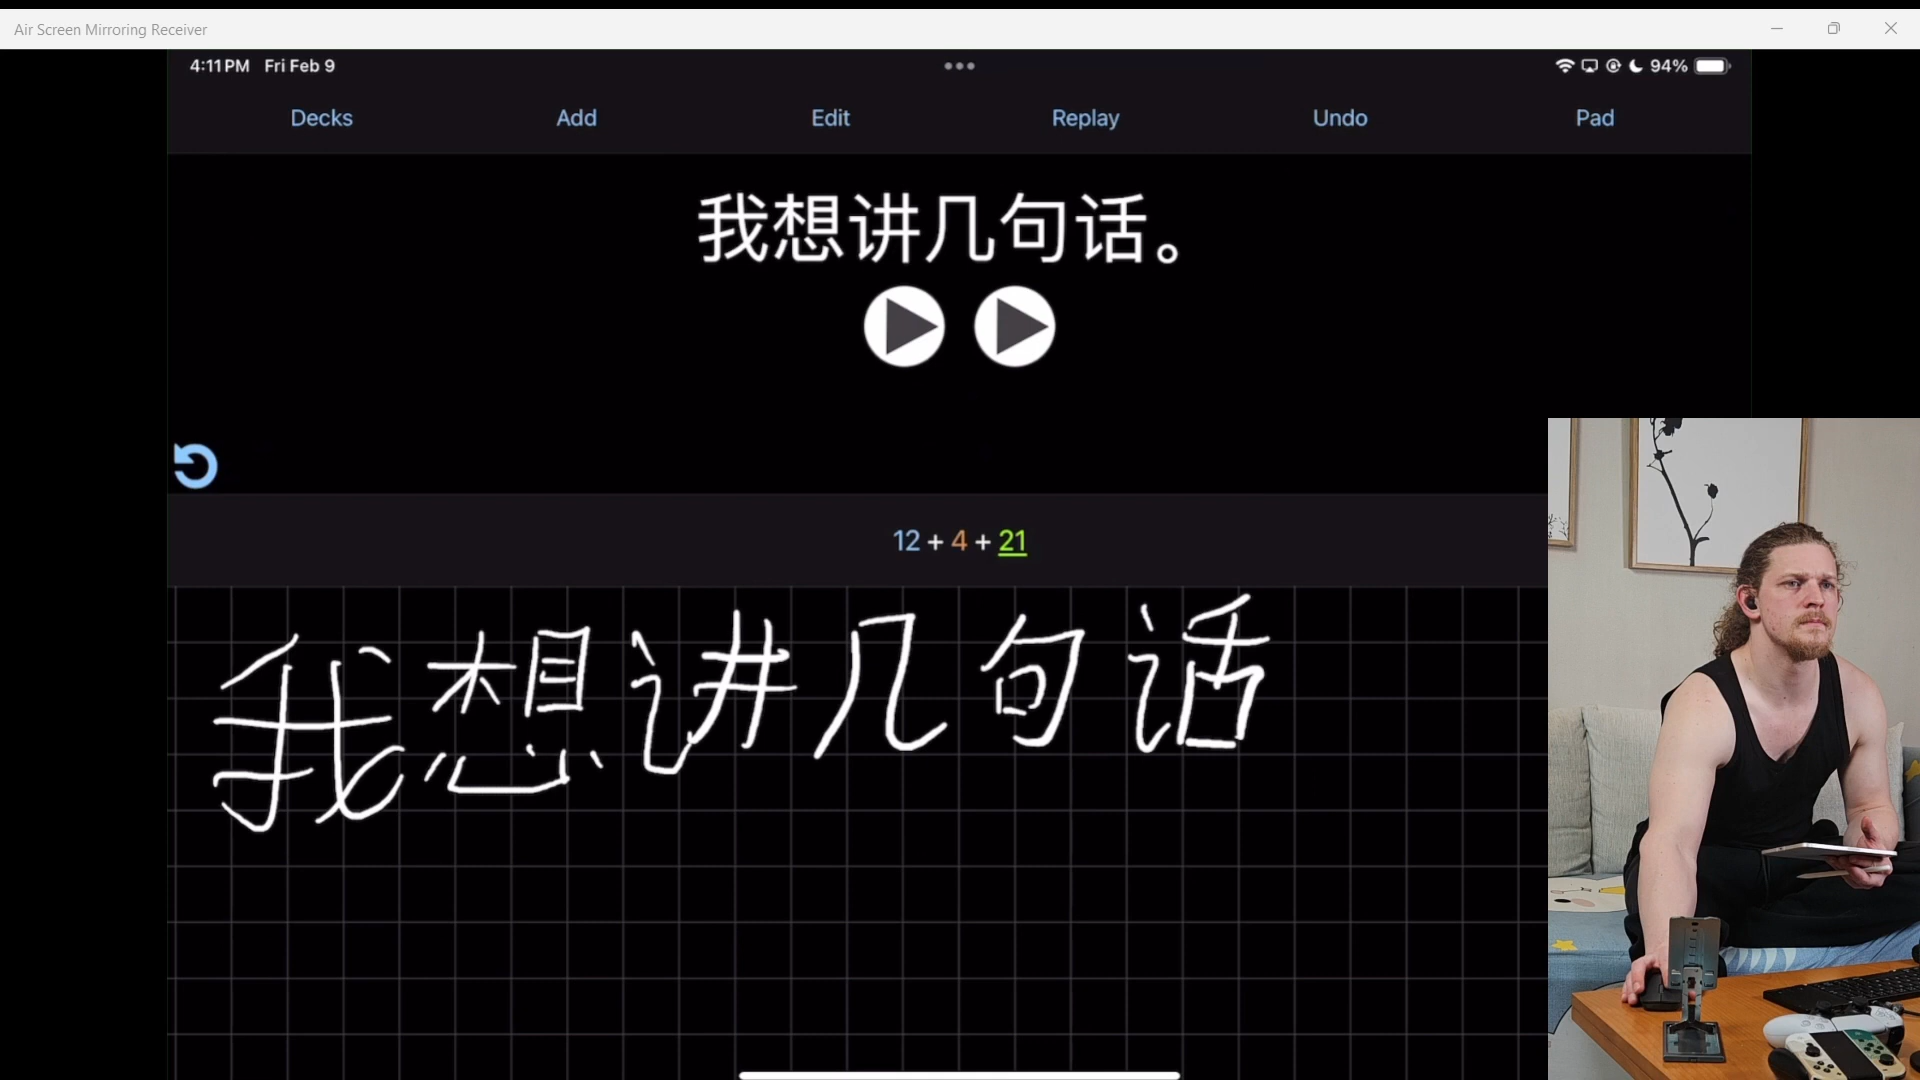 Air Screen Mirroring Receiver
4:11 PM Fri Feb 9
94%
Decks Add Edit Replay Undo Pad
我想讲几句话。
12 + 4 + 21
我想讲几句话